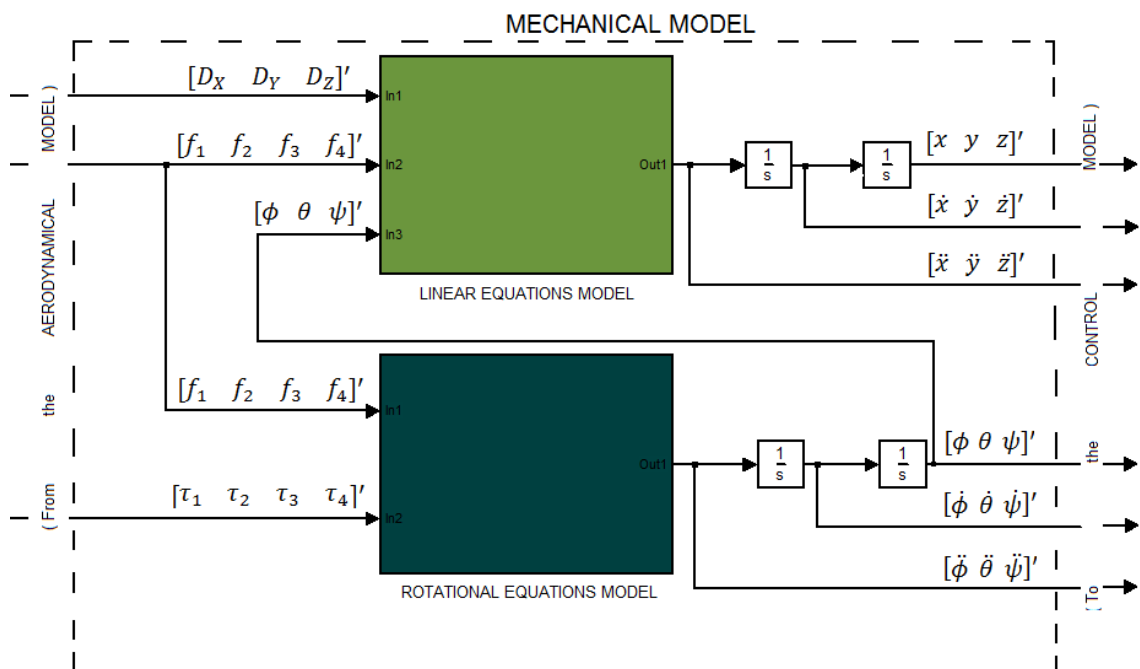 MECHANICAL MODEL
( From the AERODYNAMICAL MODEL )
[D_X D_Y D_Z]′
In1
[f_1 f_2 f_3 f_4]′
In2
[ϕ θ ψ]′
In3
Out1
LINEAR EQUATIONS MODEL
1/s
1/s
[x y z]′
[ẋ ẏ ż]′
[ẍ ÿ z̈]′
[f_1 f_2 f_3 f_4]′
In1
[τ_1 τ_2 τ_3 τ_4]′
In2
Out1
ROTATIONAL EQUATIONS MODEL
1/s
1/s
[ϕ θ ψ]′
[ϕ̇ θ̇ ψ̇]′
[ϕ̈ θ̈ ψ̈]′
( To the CONTROL MODEL )